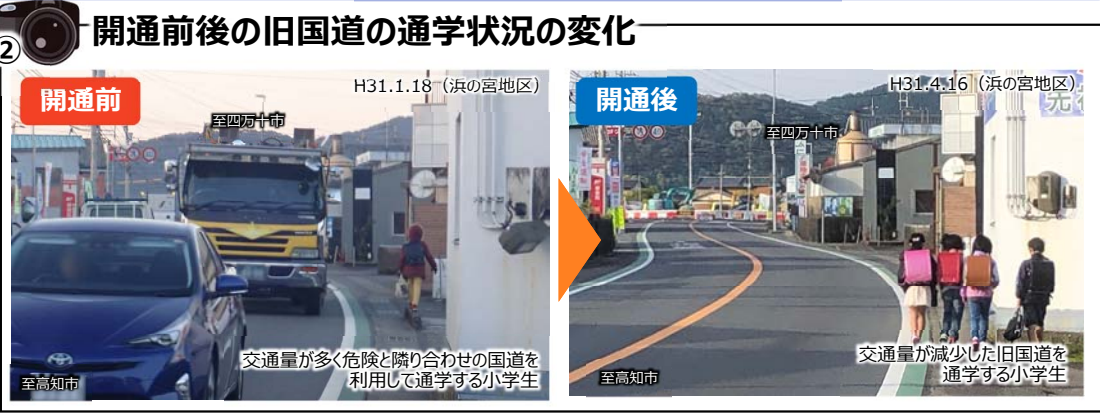 ②
開通前後の旧国道の通学状況の変化
開通前
H31.1.18（浜の宮地区）
至四万十市
交通量が多く危険と隣り合わせの国道を
利用して通学する小学生
至高知市
開通後
H31.4.16（浜の宮地区）
至四万十市
交通量が減少した旧国道を
通学する小学生
至高知市